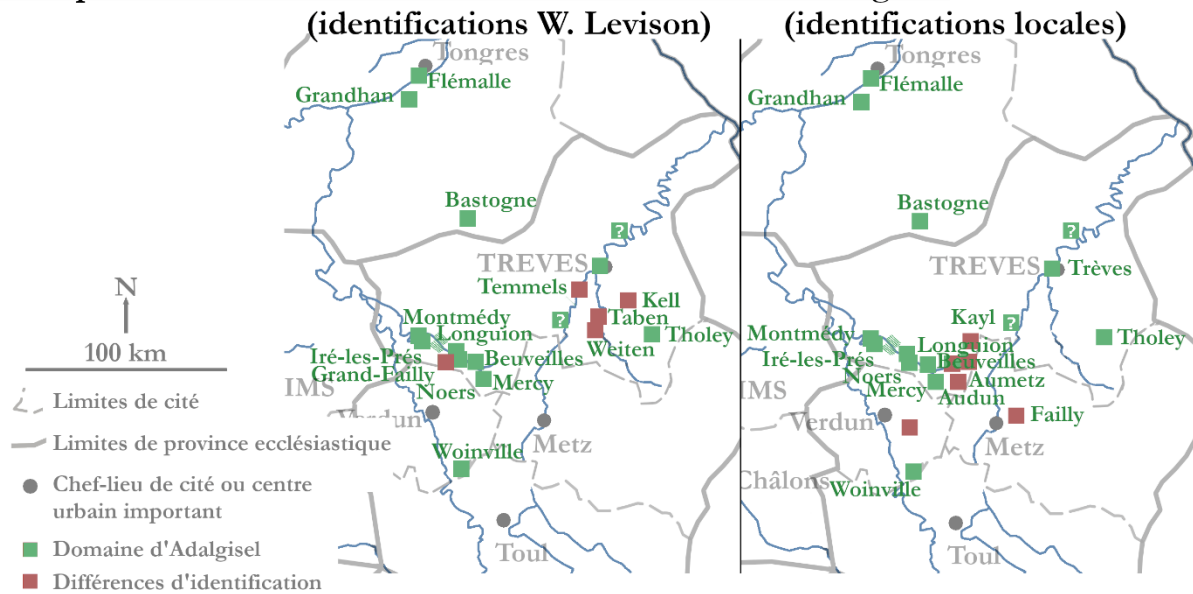 (identifications W. Levison)
(identifications locales)
Tongres
Flémalle
Grandhan
Bastogne
?
TREVES
Temmels
Kell
?
Taben
Montmédy
Longuion
Tholey
Weiten
Iré-les-Prés
Beuveilles
Grand-Failly
Mercy
Noers
IMS
Verdun
Metz
Woinville
Toul
Tongres
Flémalle
Grandhan
Bastogne
?
TREVES
Trèves
?
Kayl
Montmédy
Longuion
Tholey
Iré-les-Prés
Beuveilles
Noers
Aumetz
Mercy
Audun
IMS
Failly
Verdun
Metz
Châlons
Woinville
Toul
N
100 km
Limites de cité
Limites de province ecclésiastique
Chef-lieu de cité ou centre
urbain important
Domaine d'Adalgisel
Différences d'identification